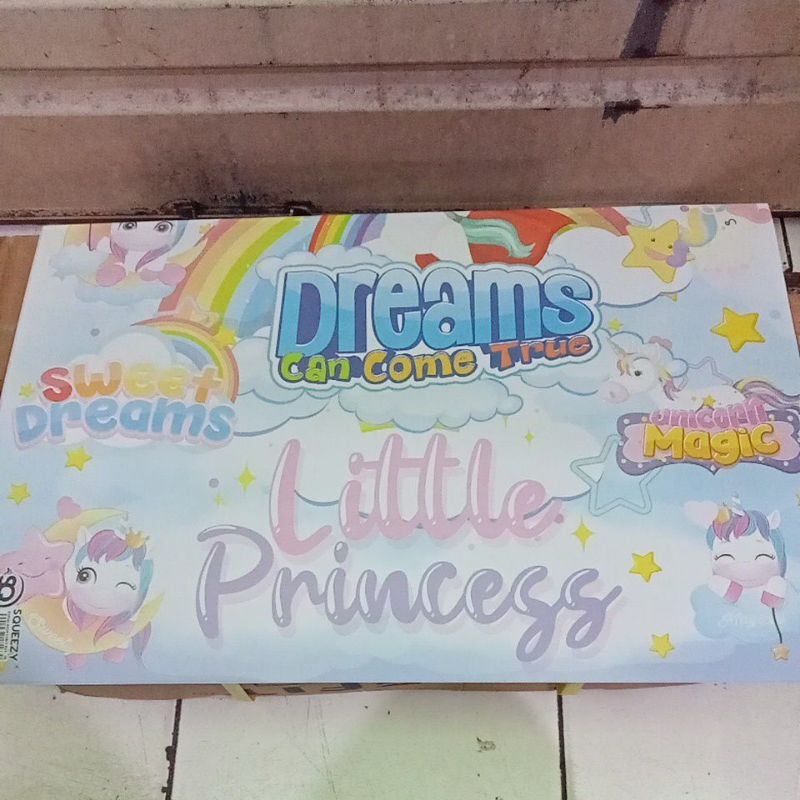 Dreams
Can Come True
Sweet
Dreams
Unicorn
Magic
Little
Princess
SQUEEZY